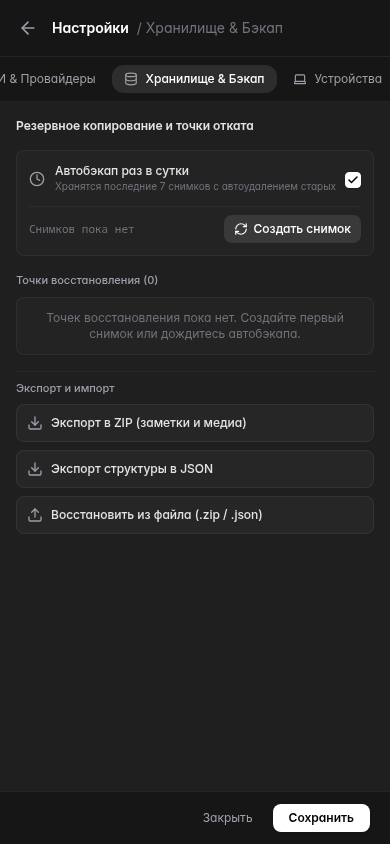 Настройки / Хранилище & Бэкап
И & Провайдеры
Хранилище & Бэкап
Устройства
Резервное копирование и точки отката
Автобэкап раз в сутки
Хранятся последние 7 снимков с автоудалением старых
Снимков пока нет
Создать снимок
Точки восстановления (0)
Точек восстановления пока нет. Создайте первый
снимок или дождитесь автобэкапа.
Экспорт и импорт
Экспорт в ZIP (заметки и медиа)
Экспорт структуры в JSON
Восстановить из файла (.zip / .json)
Закрыть
Сохранить